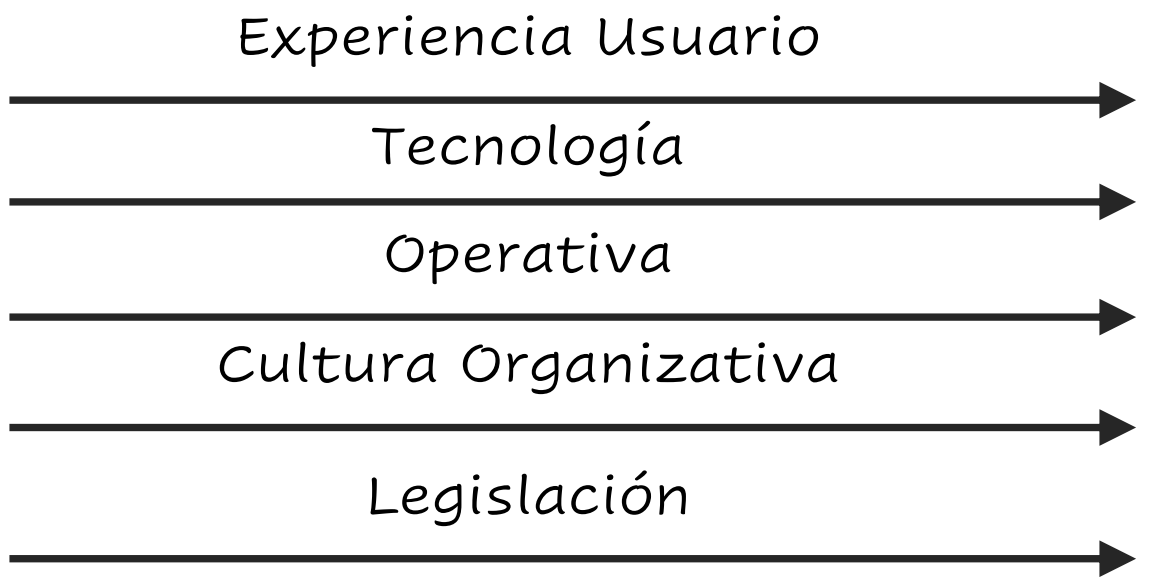 Experiencia Usuario
Tecnología
Operativa
Cultura Organizativa
Legislación